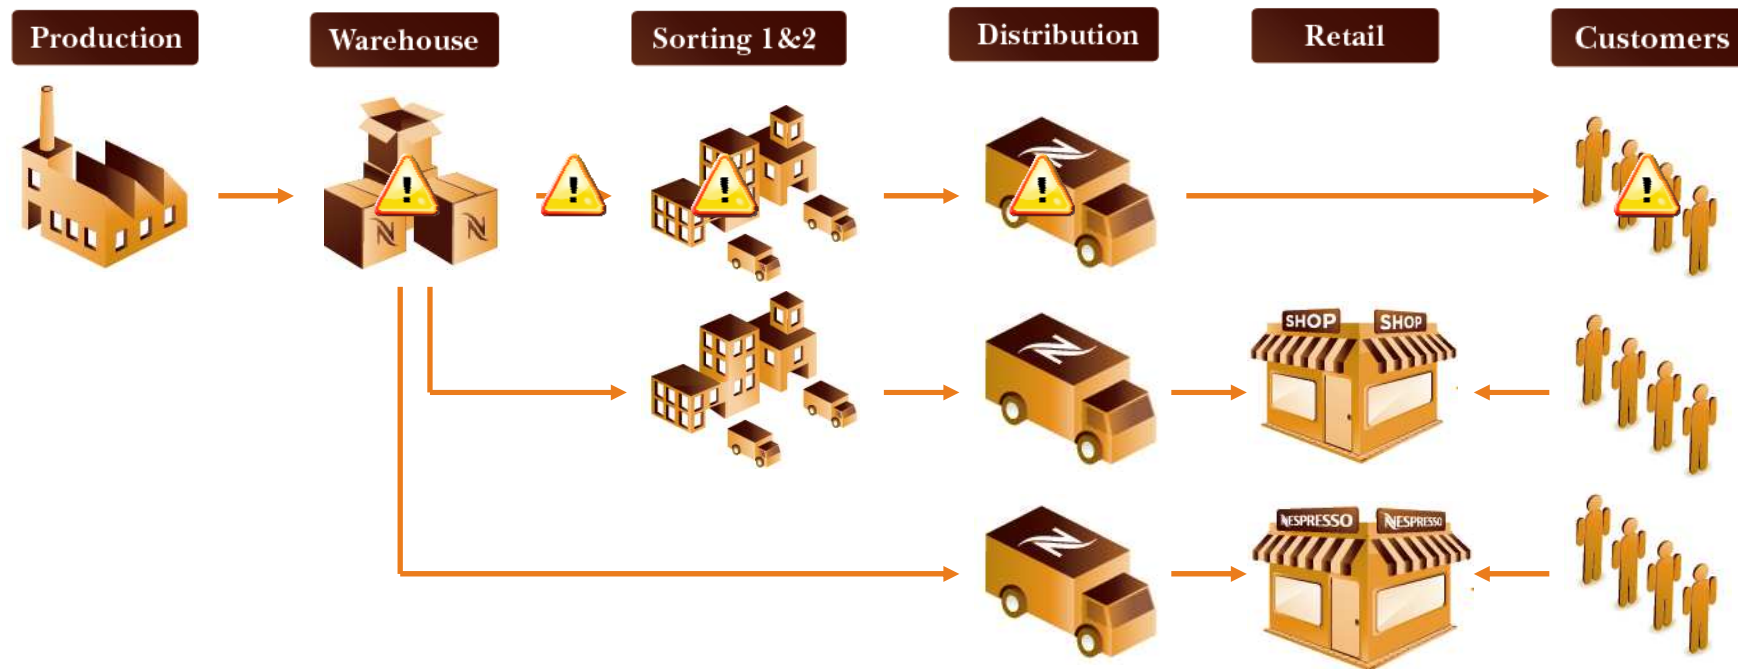 Production
Warehouse
Sorting 1&2
Distribution
Retail
Customers
!
!
!
!
!
N
N
N
SHOP
SHOP
N
NESPRESSO
NESPRESSO
N